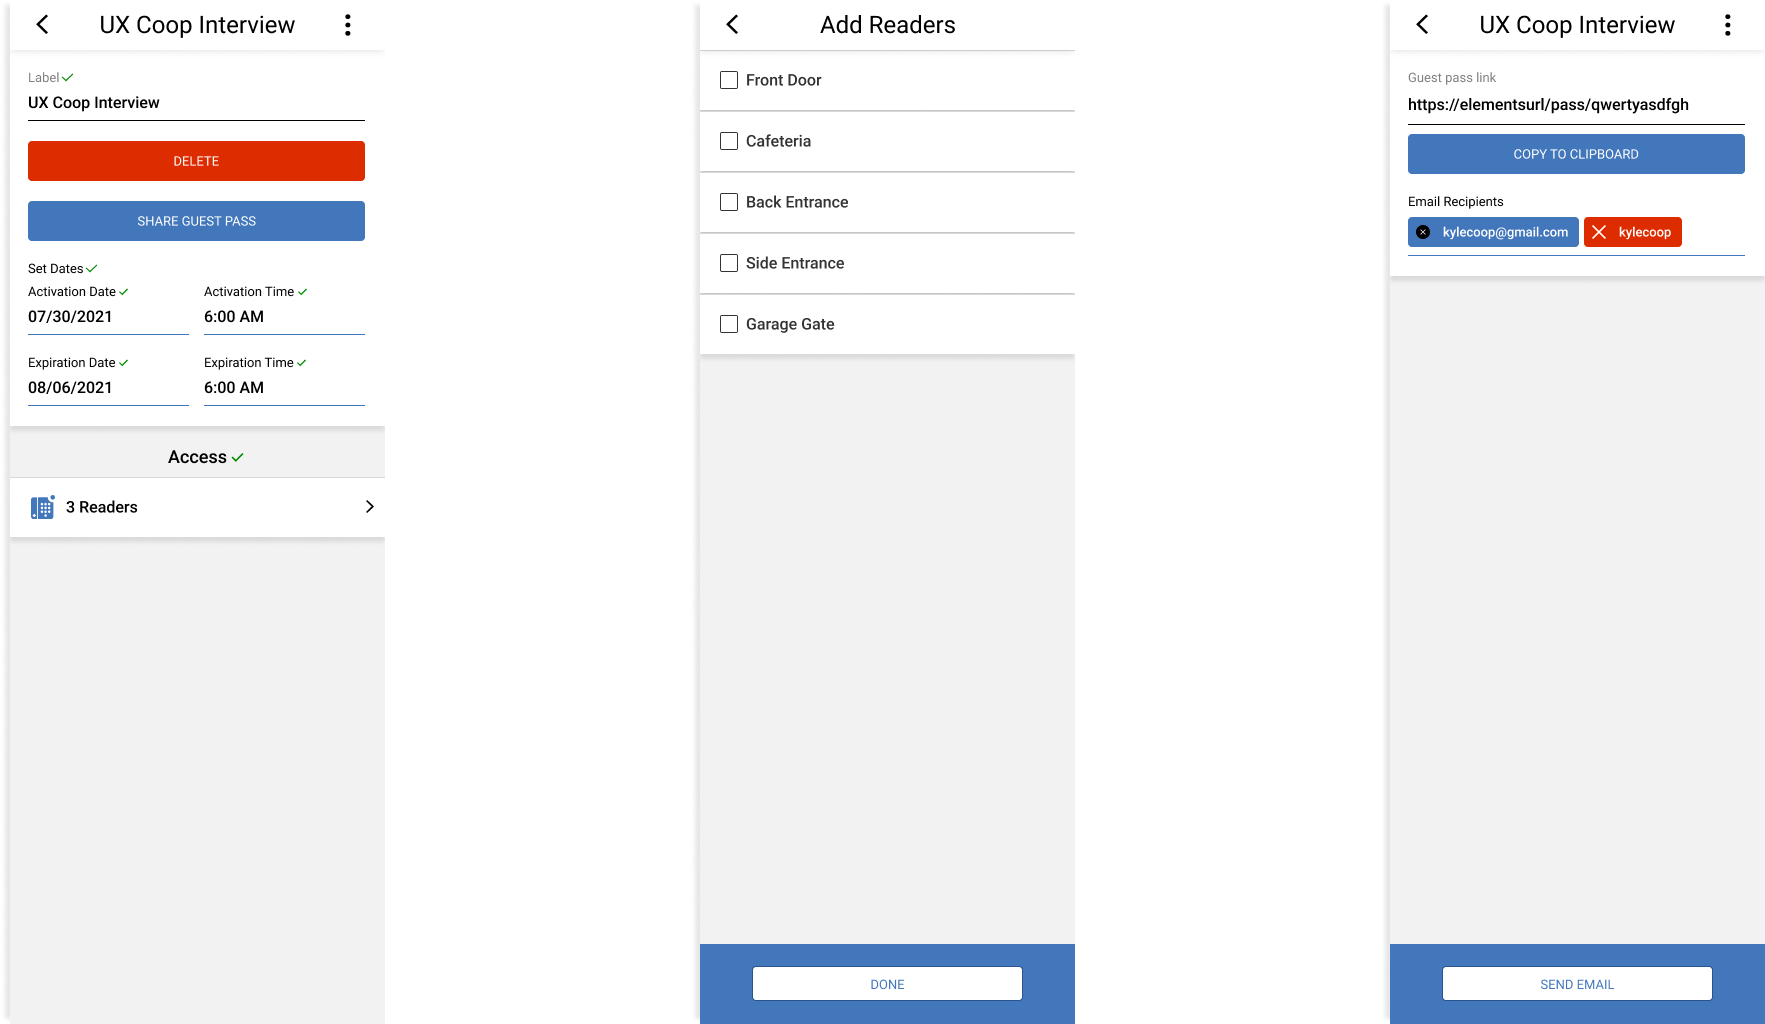 UX Coop Interview
Label
UX Coop Interview
DELETE
SHARE GUEST PASS
Set Dates
Activation Date Activation Time
07/30/2021 6:00 AM
Expiration Date Expiration Time
08/06/2021 6:00 AM
Access
3 Readers
Add Readers
Front Door
Cafeteria
Back Entrance
Side Entrance
Garage Gate
DONE
UX Coop Interview
Guest pass link
https://elementsurl/pass/qwertyasdfgh
COPY TO CLIPBOARD
Email Recipients
kylecoop@gmail.com kylecoop
SEND EMAIL